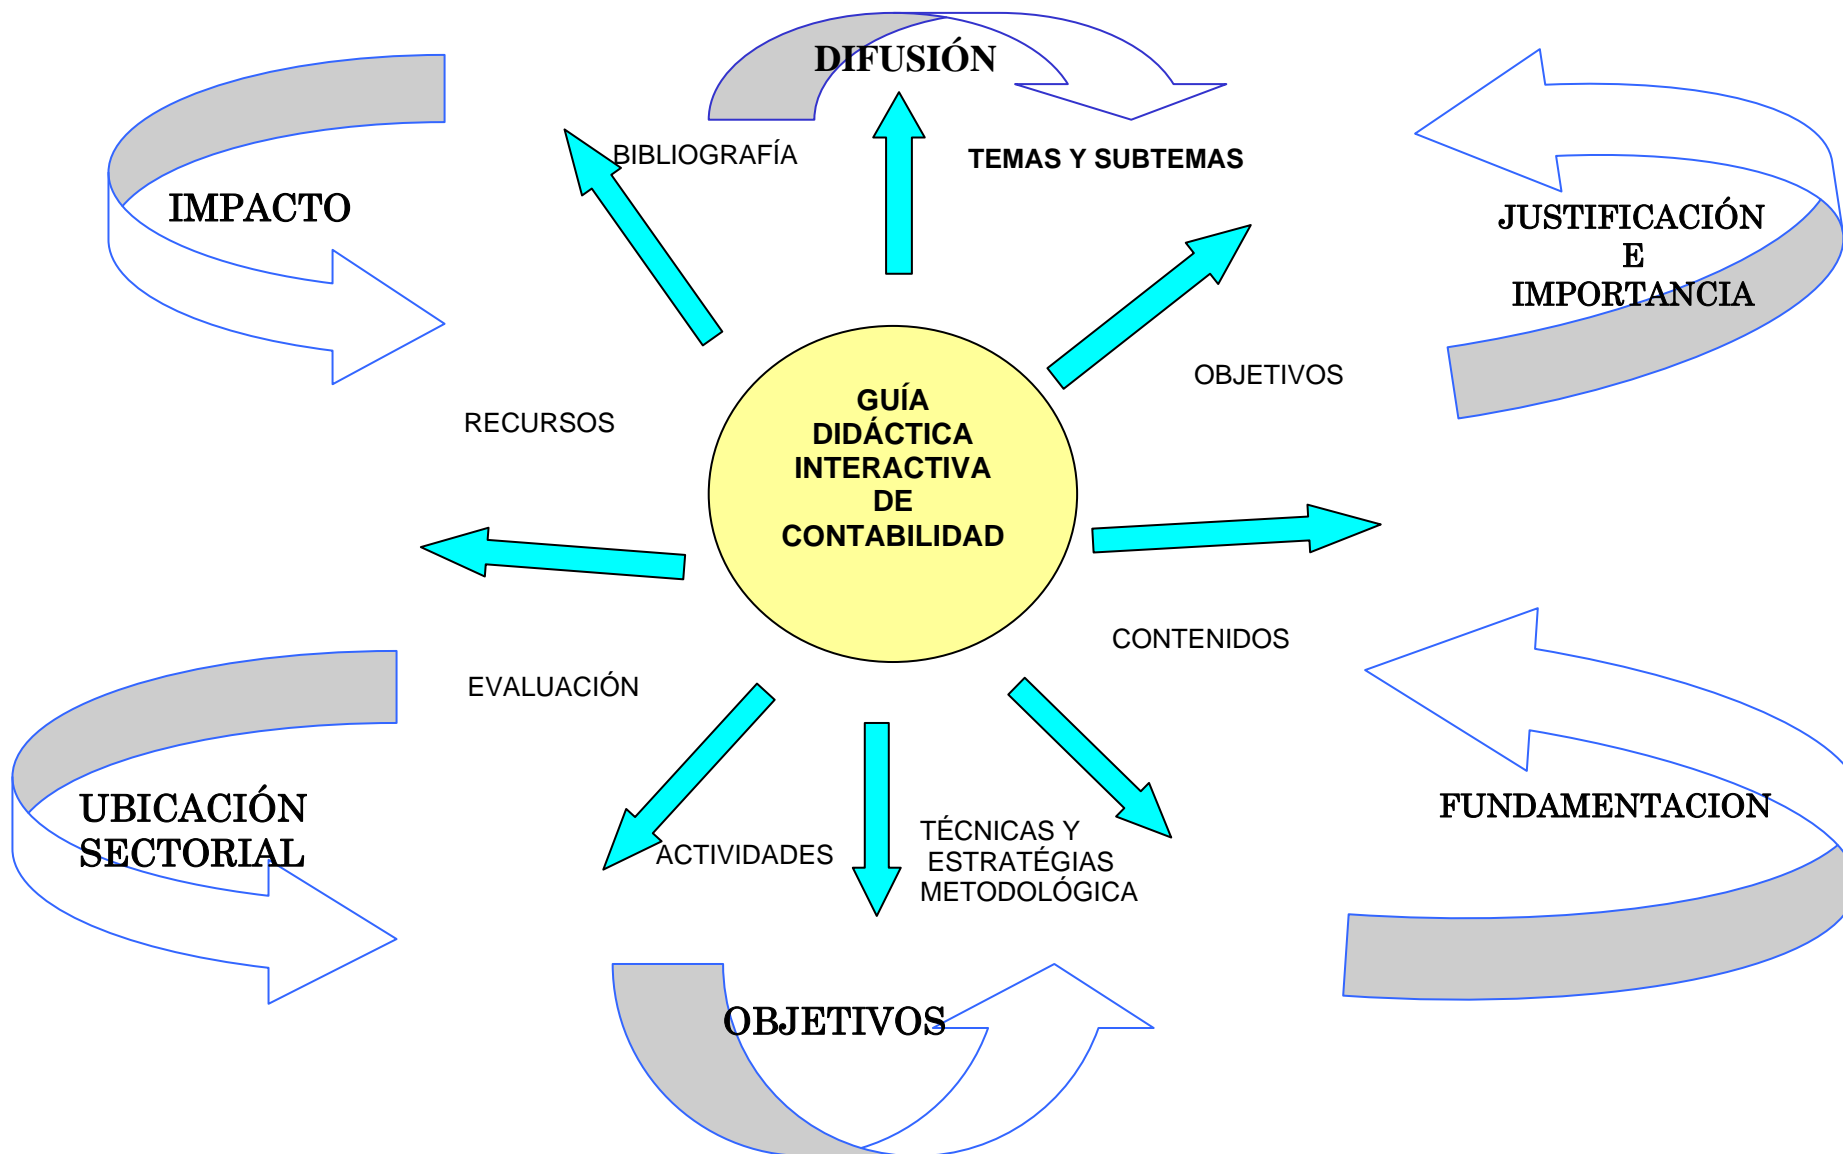 DIFUSIÓN
BIBLIOGRAFÍA
TEMAS Y SUBTEMAS
IMPACTO
JUSTIFICACIÓN
E
IMPORTANCIA
OBJETIVOS
RECURSOS
GUÍA
DIDÁCTICA
INTERACTIVA
DE
CONTABILIDAD
CONTENIDOS
EVALUACIÓN
UBICACIÓN
SECTORIAL
FUNDAMENTACION
ACTIVIDADES
TÉCNICAS Y
ESTRATÉGIAS
METODOLÓGICA
OBJETIVOS